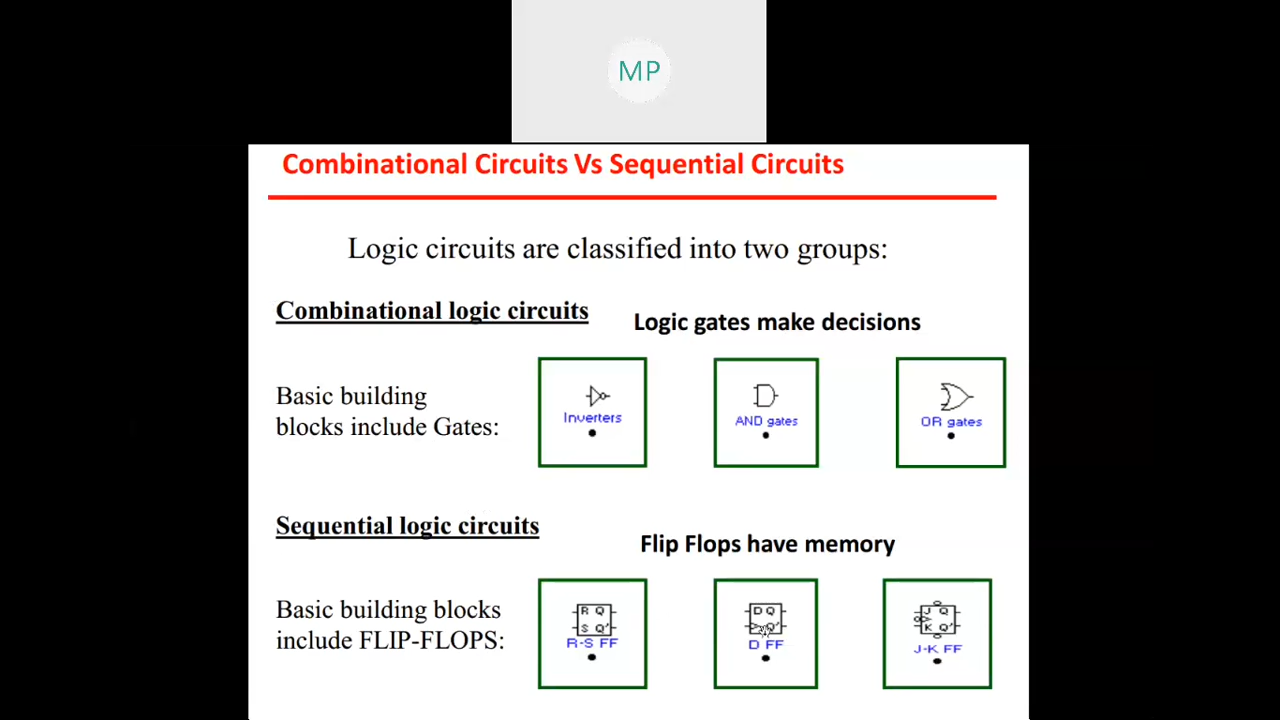 MP
Combinational Circuits Vs Sequential Circuits
Logic circuits are classified into two groups:
Combinational logic circuits
Logic gates make decisions
Basic building
blocks include Gates:
Inverters
AND gates
OR gates
Sequential logic circuits
Flip Flops have memory
Basic building blocks
include FLIP-FLOPS:
R Q
S Q'
R-S FF
D Q
Q'
D FF
J Q
K Q'
J-K FF